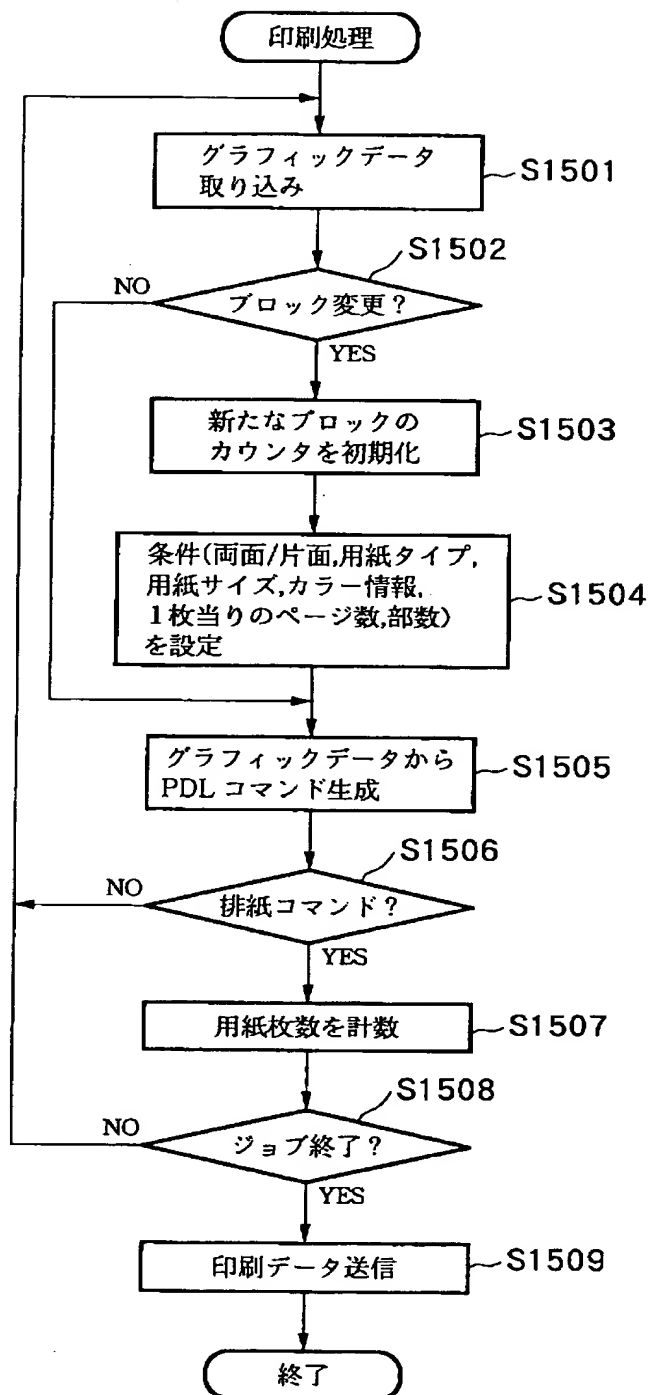 印刷処理
グラフィックデータ
取り込み
S1501
S1502
NO
ブロック変更?
YES
新たなブロックの
カウンタを初期化
S1503
条件(両面/片面,用紙タイプ,
用紙サイズ,カラー情報,
1枚当りのページ数,部数)
を設定
S1504
グラフィックデータから
PDLコマンド生成
S1505
S1506
NO
排紙コマンド?
YES
用紙枚数を計数
S1507
S1508
NO
ジョブ終了?
YES
印刷データ送信
S1509
終了